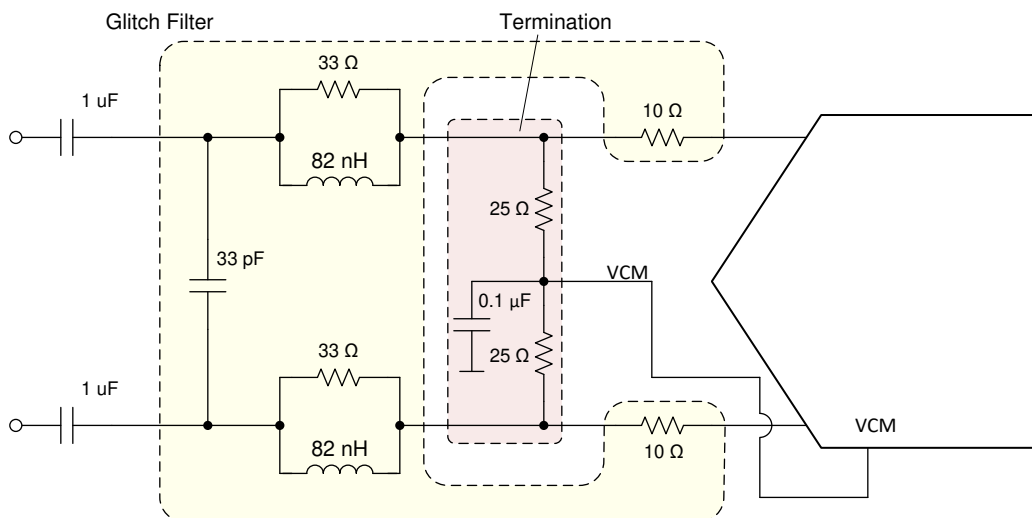 Glitch Filter
Termination
33 Ω
1 uF
10 Ω
82 nH
25 Ω
33 pF
VCM
0.1 µF
33 Ω
25 Ω
1 uF
VCM
10 Ω
82 nH